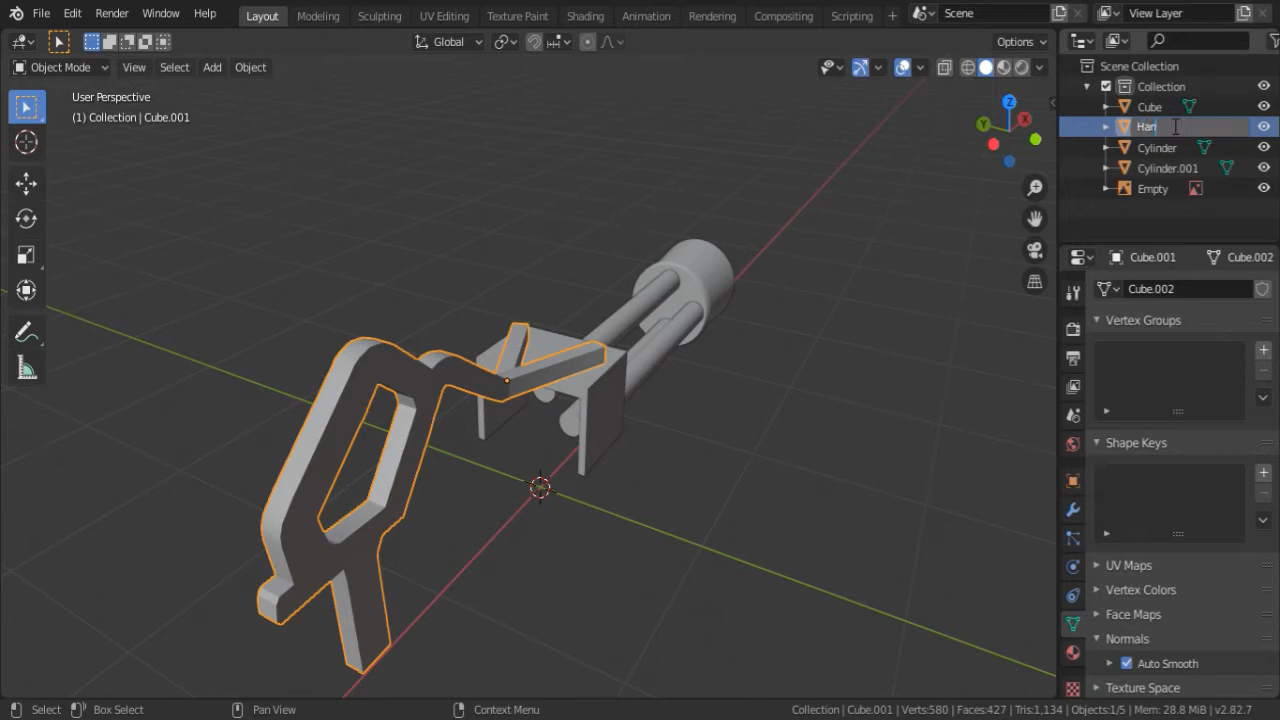 File Edit Render Window Help Layout Modeling Sculpting UV Editing Texture Paint Shading Animation Rendering Compositing Scripting + Scene View Layer
Global Options
Object Mode View Select Add Object
User Perspective
(1) Collection | Cube.001
Z
X
Y
Scene Collection
Collection
Cube
Han
Cylinder
Cylinder.001
Empty
Cube.001 Cube.002
Cube.002
Vertex Groups
Shape Keys
UV Maps
Vertex Colors
Face Maps
Normals
Auto Smooth
Texture Space
Select Box Select Pan View Context Menu Collection | Cube.001 | Verts:580 | Faces:427 | Tris:1,134 | Objects:1/5 | Mem: 28.8 MiB | v2.82.7